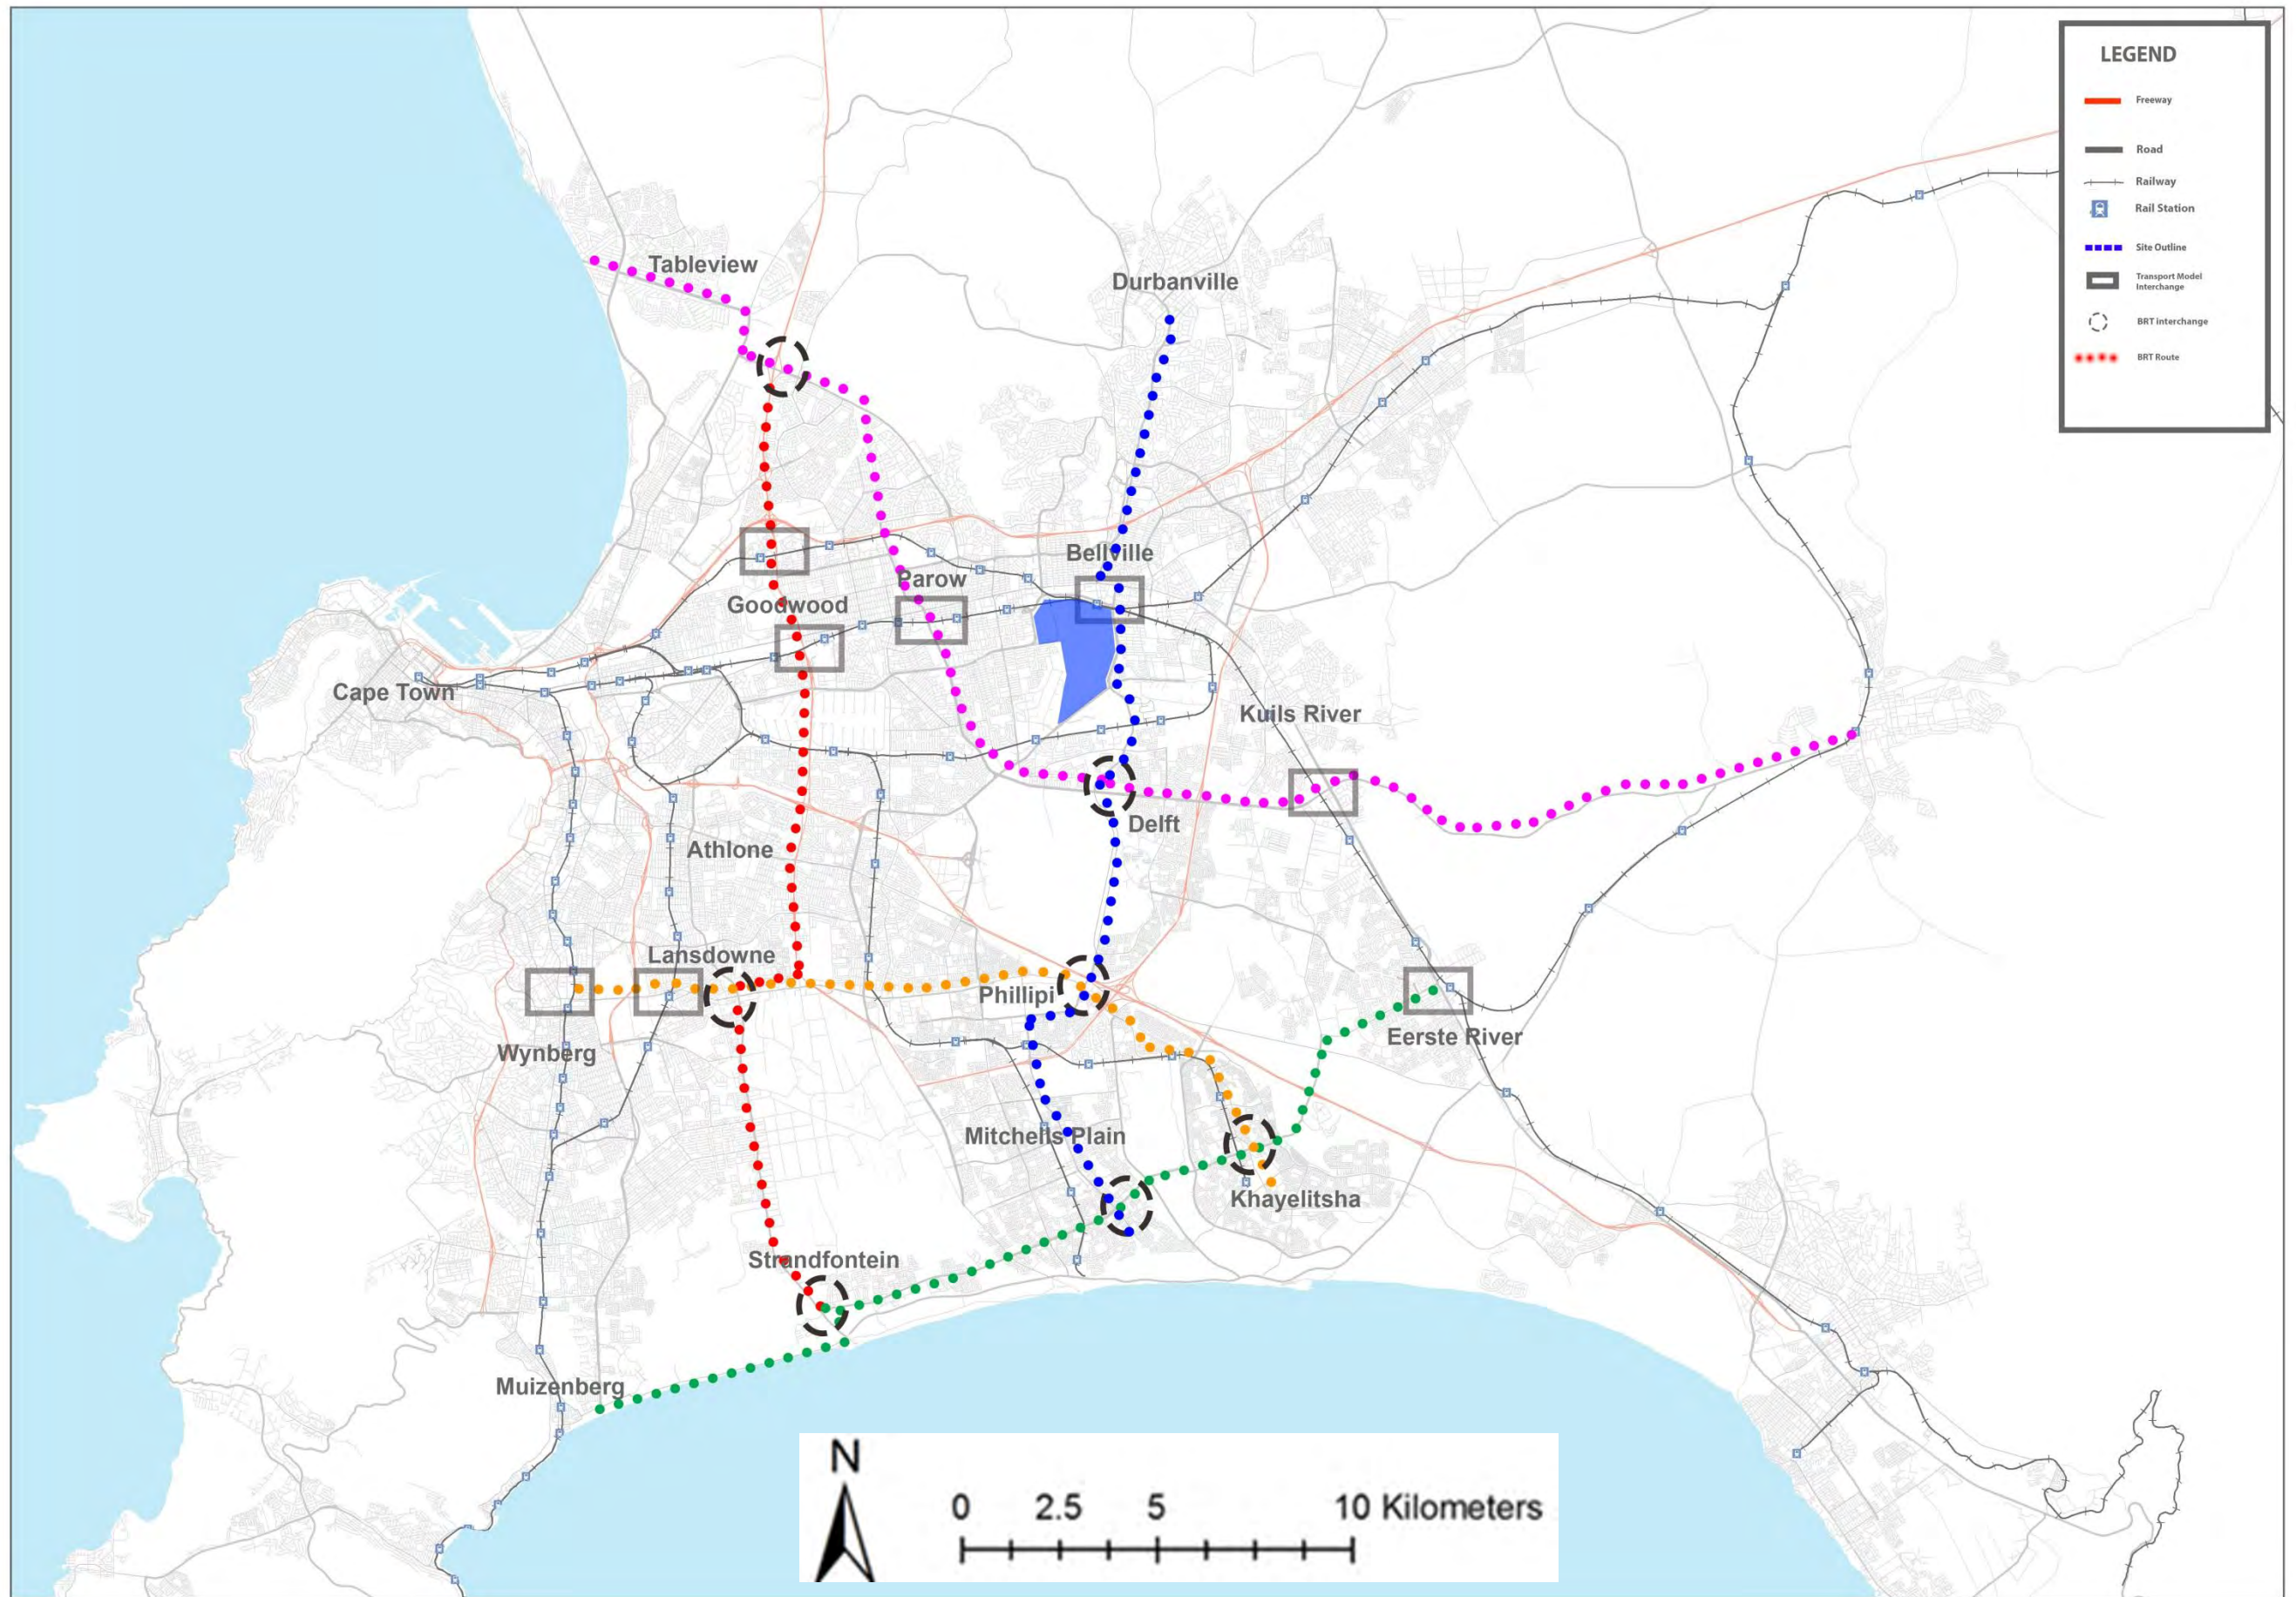 LEGEND
Freeway
Road
Railway
Rail Station
Site Outline
Transport Model
Interchange
BRT Interchange
BRT Route
Tableview
Durbanville
Bellville
Parow
Goodwood
Cape Town
Kuils River
Delft
Athlone
Lansdowne
Phillipi
Eerste River
Wynberg
Mitchells Plain
Khayelitsha
Strandfontein
Muizenberg
N
0 2.5 5 10 Kilometers